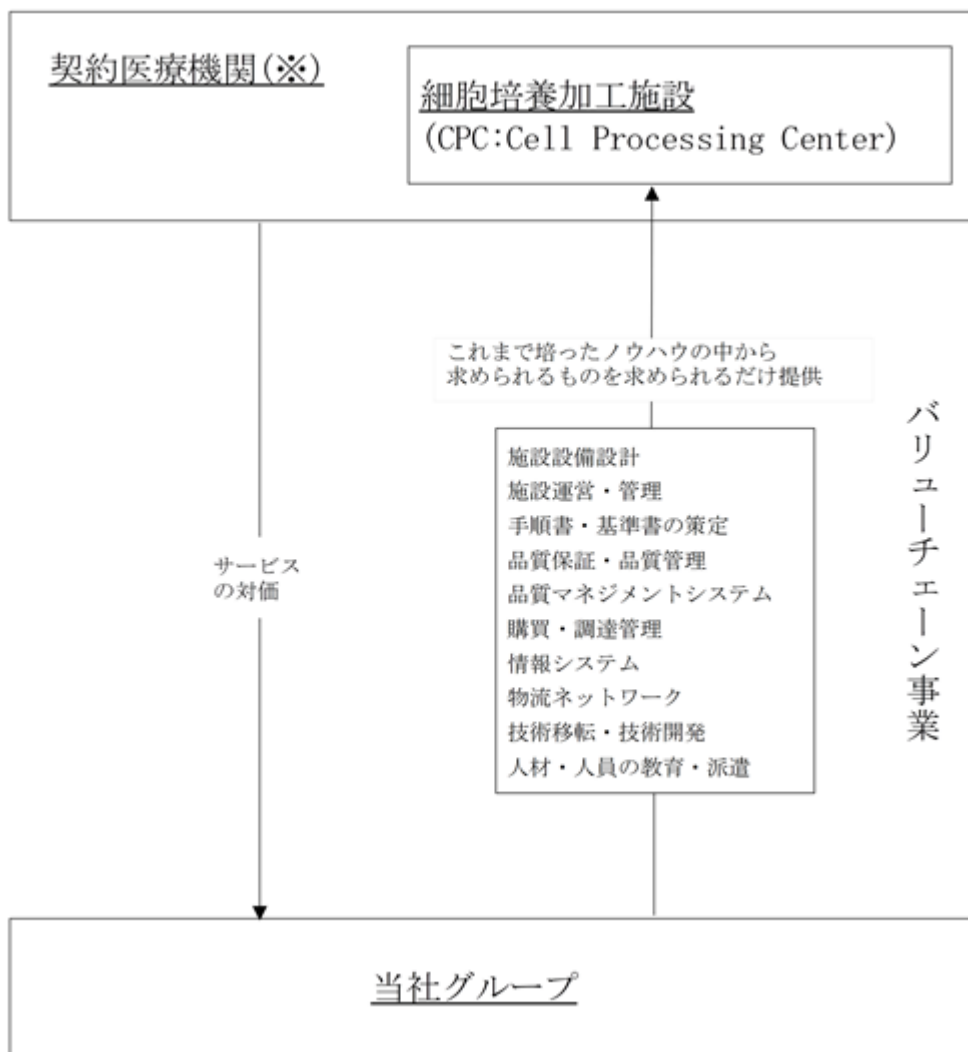 契約医療機関(※)
細胞培養加工施設
(CPC:Cell Processing Center)
これまで培ったノウハウの中から
求められるものを求められるだけ提供
施設設備設計
施設運営・管理
手順書・基準書の策定
品質保証・品質管理
品質マネジメントシステム
購買・調達管理
情報システム
物流ネットワーク
技術移転・技術開発
人材・人員の教育・派遣
サービス
の対価
バリューチェーン事業
当社グループ